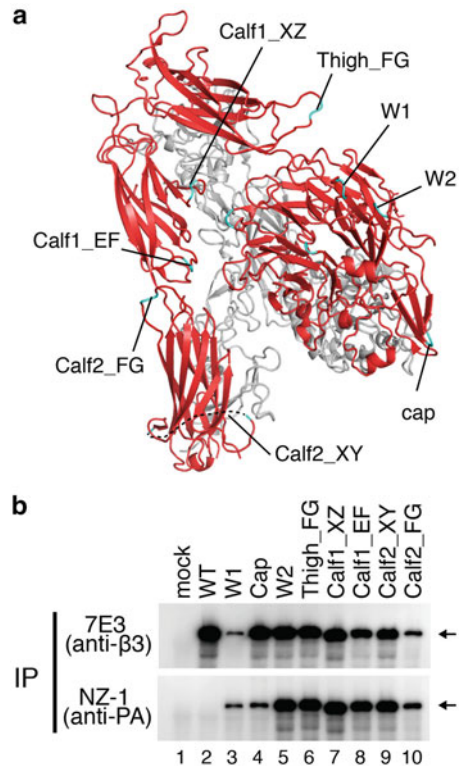 a
Calf1_XZ
Thigh_FG
W1
W2
Calf1_EF
Calf2_FG
cap
Calf2_XY
b
mock
WT
W1
Cap
W2
Thigh_FG
Calf1_XZ
Calf1_EF
Calf2_XY
Calf2_FG
IP
7E3
(anti-β3)
NZ-1
(anti-PA)
1 2 3 4 5 6 7 8 9 10